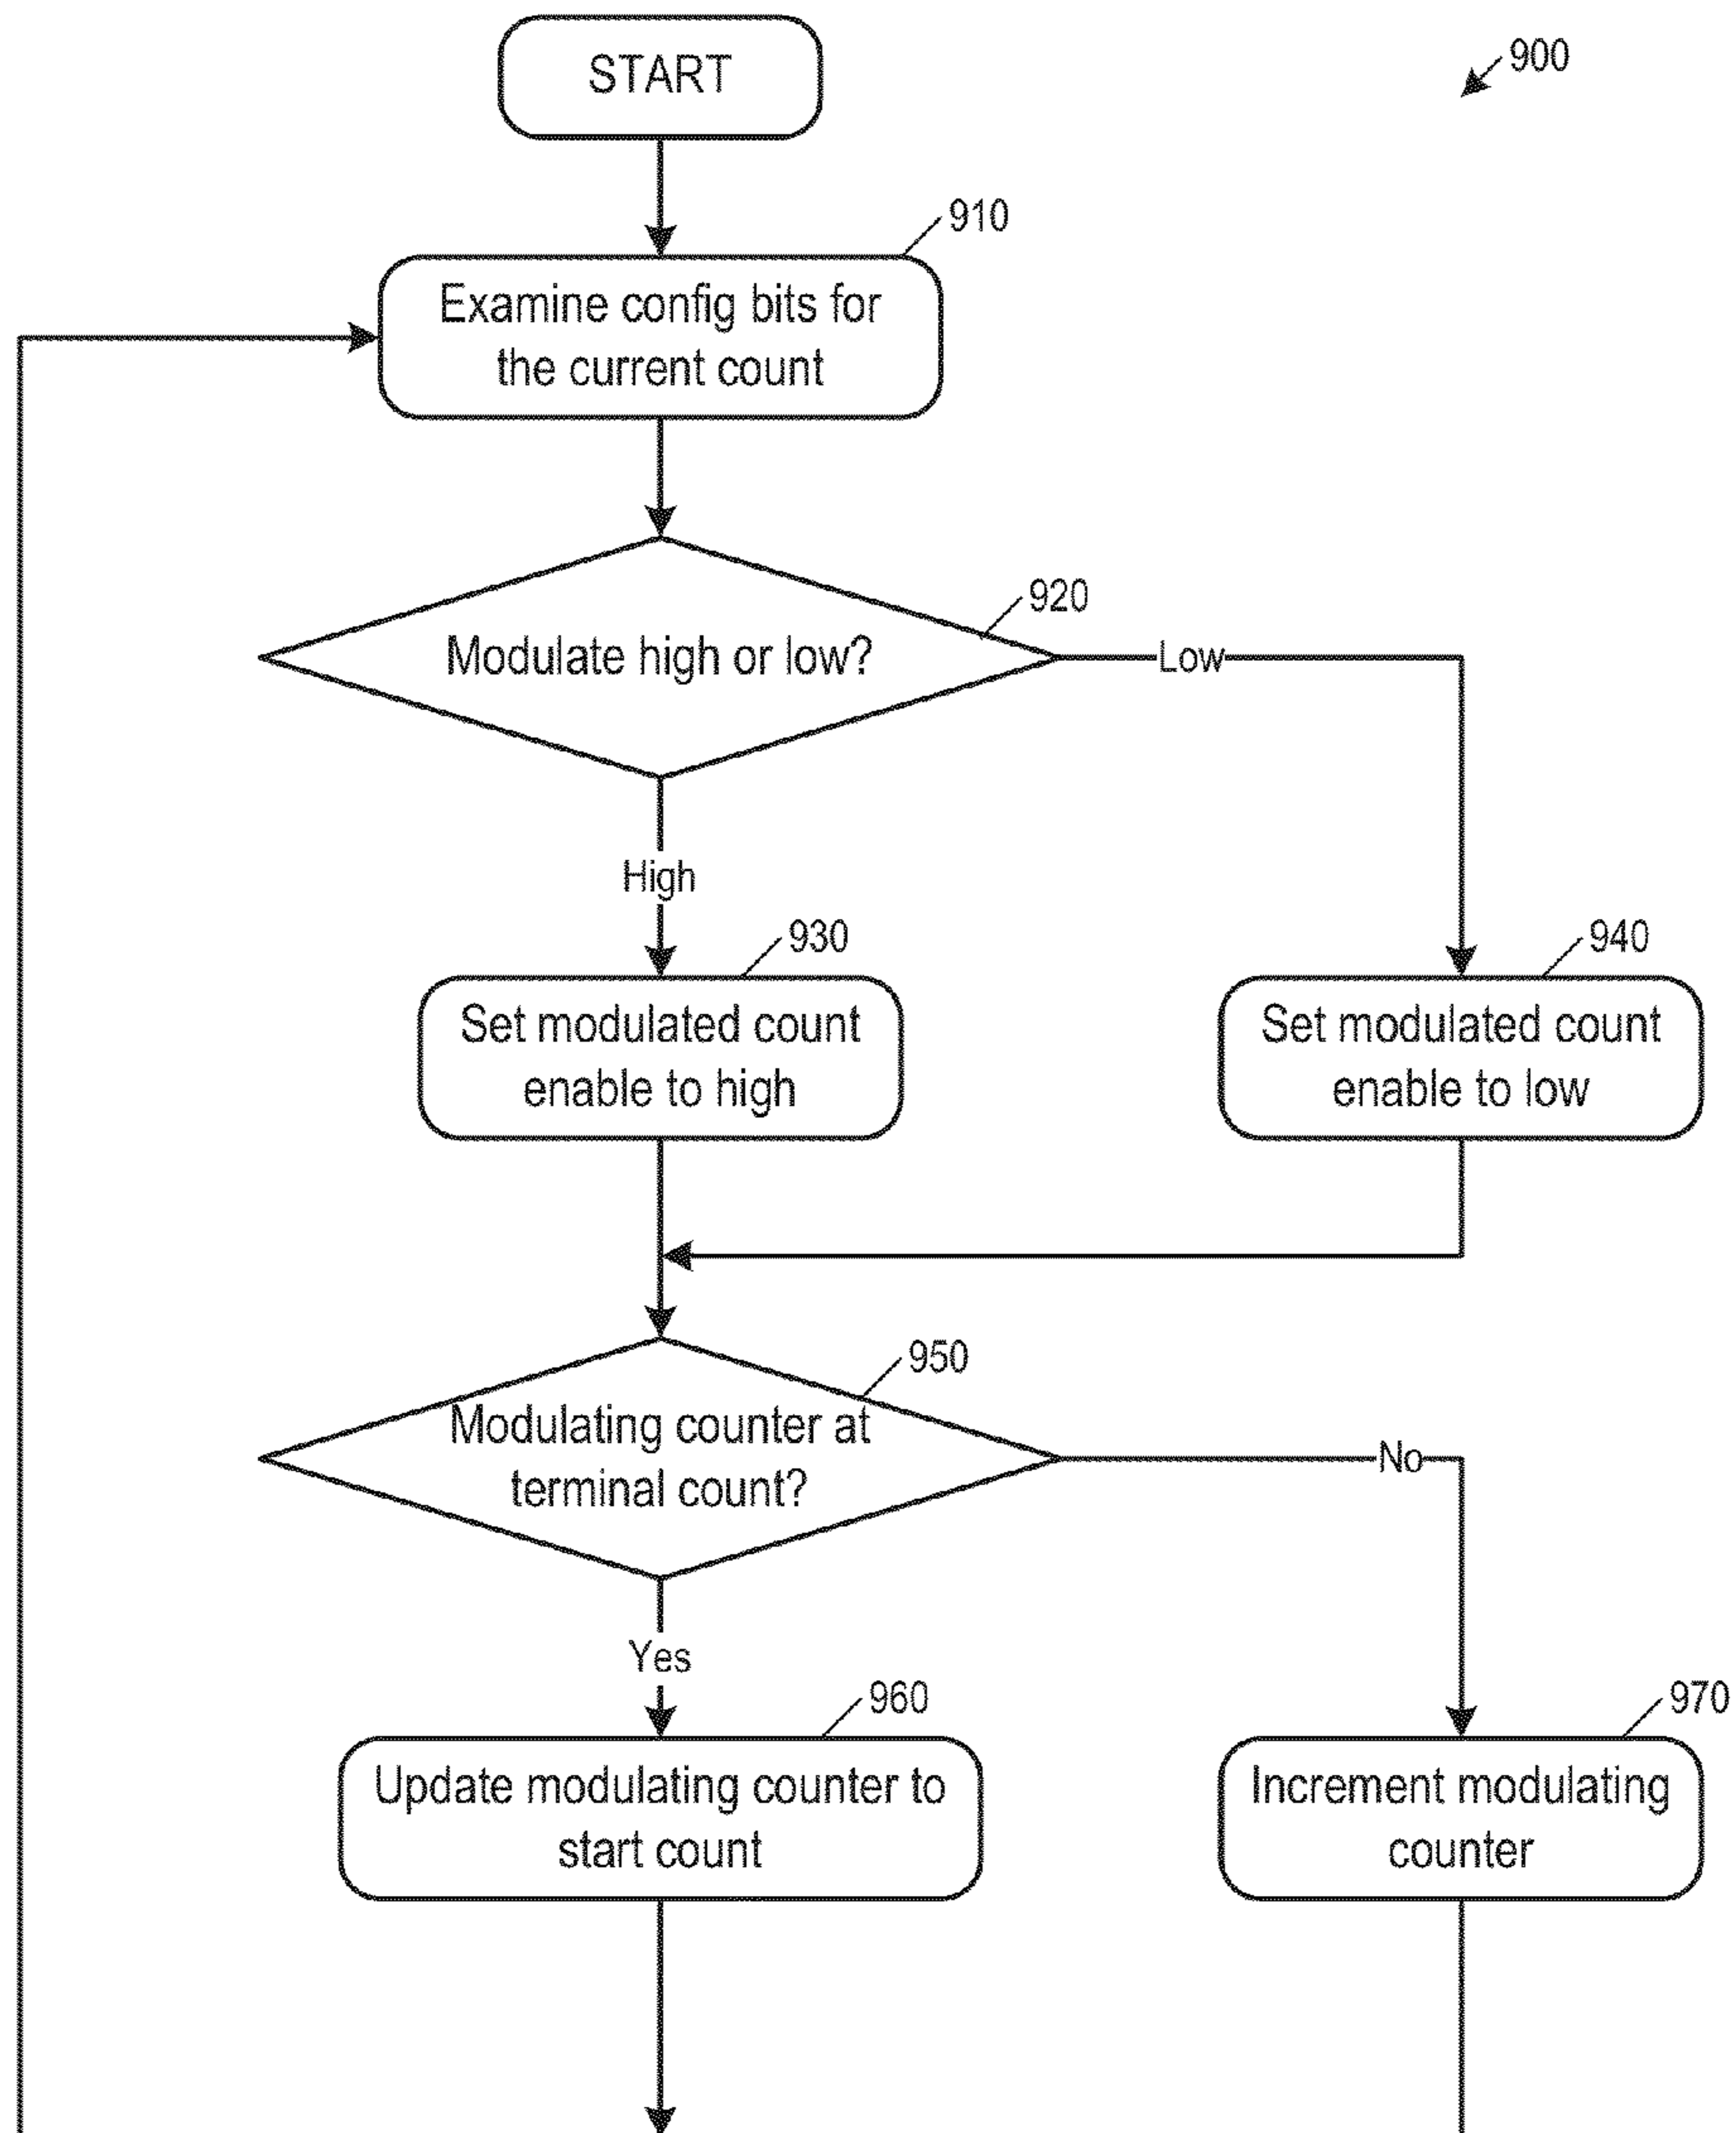 START
900
910
Examine config bits for
the current count
920
Modulate high or low?
Low
High
930
940
Set modulated count
enable to high
Set modulated count
enable to low
950
Modulating counter at
terminal count?
No
Yes
960
970
Update modulating counter to
start count
Increment modulating
counter